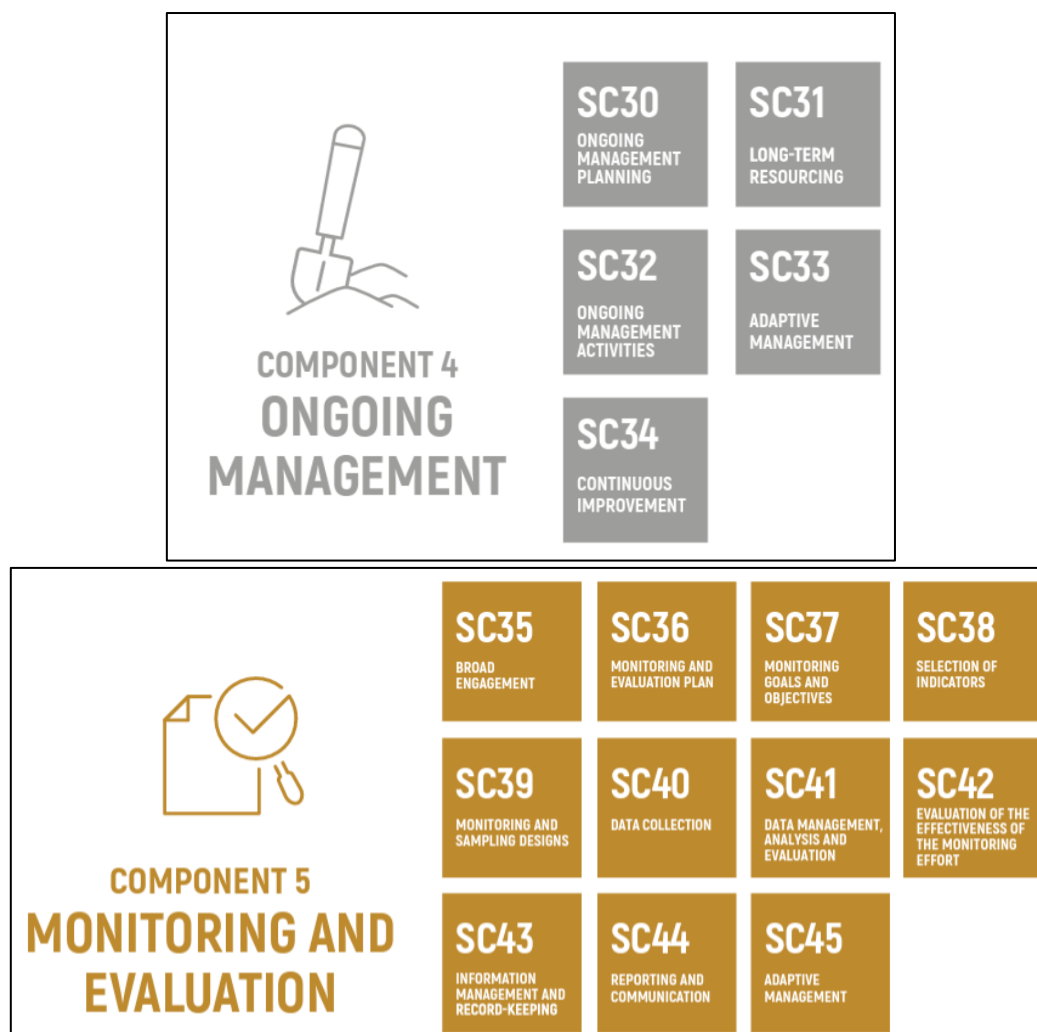 COMPONENT 4
ONGOING
MANAGEMENT
SC30
ONGOING
MANAGEMENT
PLANNING
SC31
LONG-TERM
RESOURCING
SC32
ONGOING
MANAGEMENT
ACTIVITIES
SC33
ADAPTIVE
MANAGEMENT
SC34
CONTINUOUS
IMPROVEMENT
COMPONENT 5
MONITORING AND
EVALUATION
SC35
BROAD
ENGAGEMENT
SC36
MONITORING AND
EVALUATION PLAN
SC37
MONITORING
GOALS AND
OBJECTIVES
SC38
SELECTION OF
INDICATORS
SC39
MONITORING AND
SAMPLING DESIGNS
SC40
DATA COLLECTION
SC41
DATA MANAGEMENT,
ANALYSIS AND
EVALUATION
SC42
EVALUATION OF THE
EFFECTIVENESS OF
THE MONITORING
EFFORT
SC43
INFORMATION
MANAGEMENT AND
RECORD-KEEPING
SC44
REPORTING AND
COMMUNICATION
SC45
ADAPTIVE
MANAGEMENT